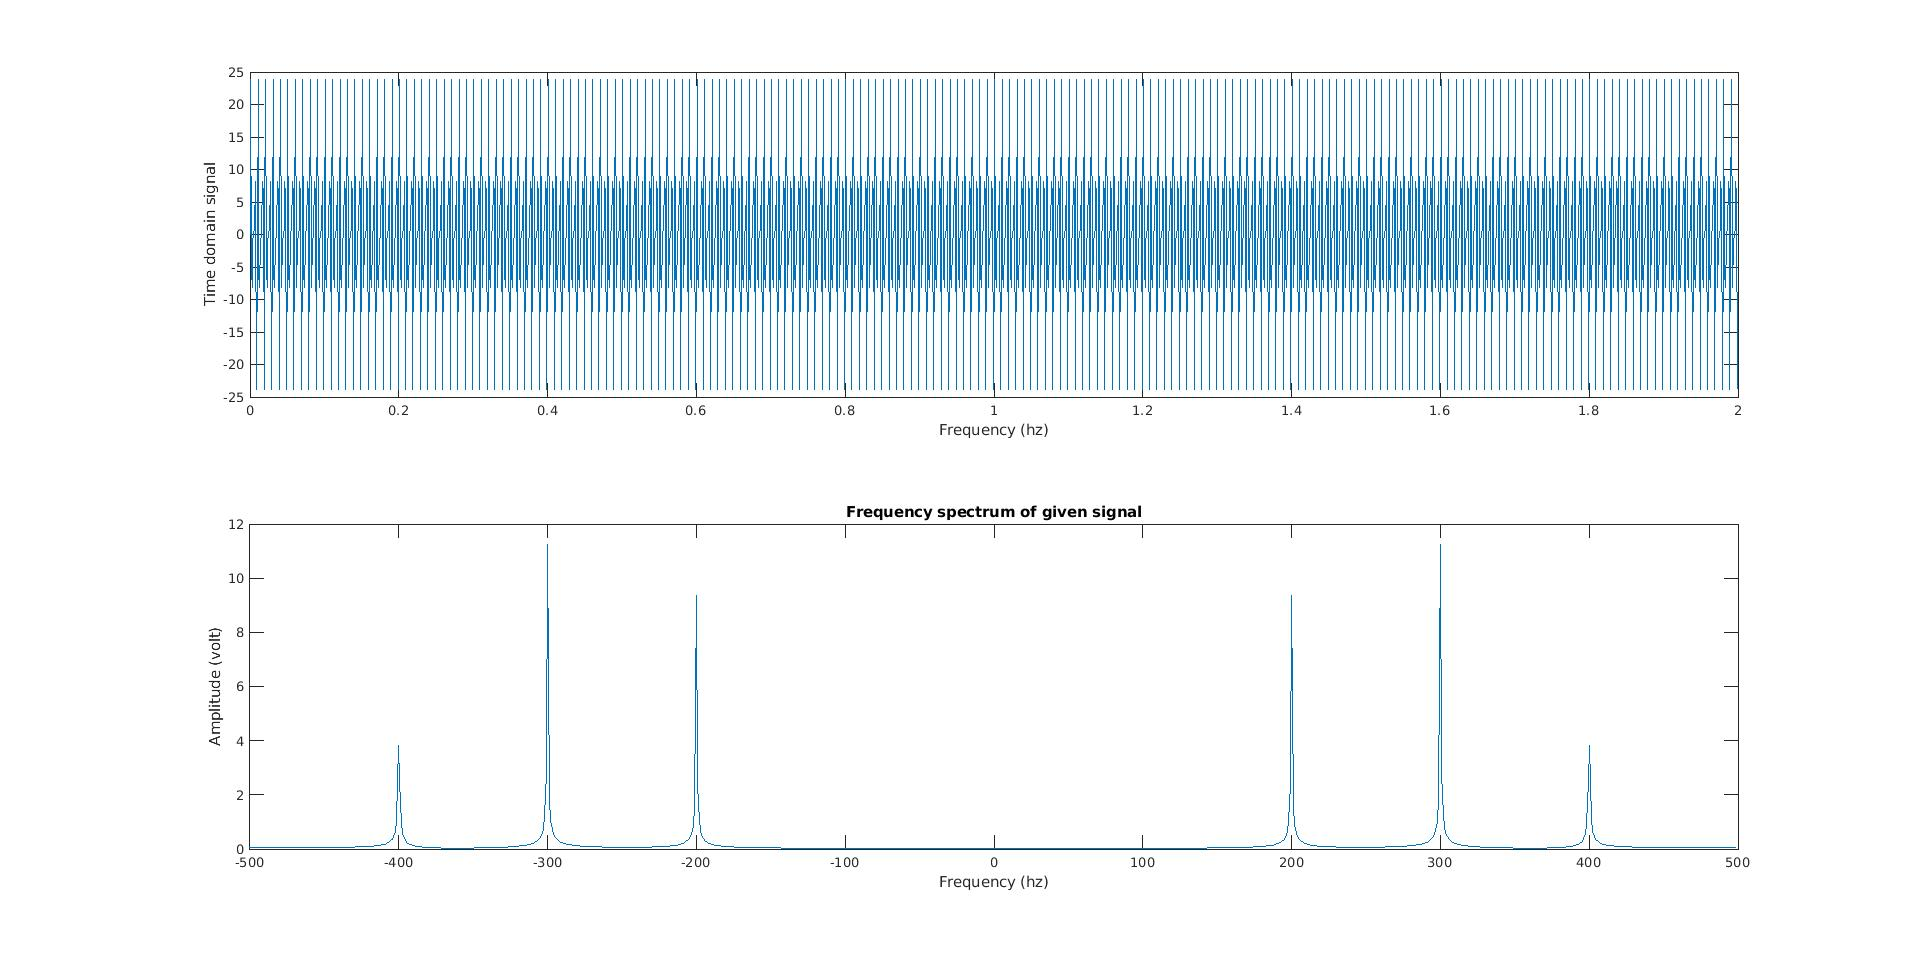 25
20
15
10
5
0
-5
-10
-15
-20
-25
Time domain signal
0 0.2 0.4 0.6 0.8 1 1.2 1.4 1.6 1.8 2
Frequency (hz)
Frequency spectrum of given signal
12
10
8
6
4
2
0
Amplitude (volt)
-500 -400 -300 -200 -100 0 100 200 300 400 500
Frequency (hz)